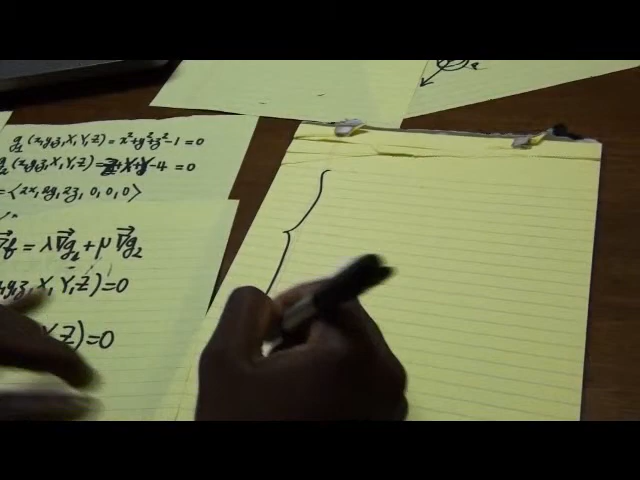 g₁(x,y,z,X,Y,Z) = x²+y²+z²-1 = 0
g₂(x,y,z,X,Y,Z) = X+Y-4 = 0
= ⟨2x, 2y, 2z, 0, 0, 0⟩
∇f = λ∇g₁ + μ∇g₂
y,z,X,Y,Z) = 0
Z) = 0